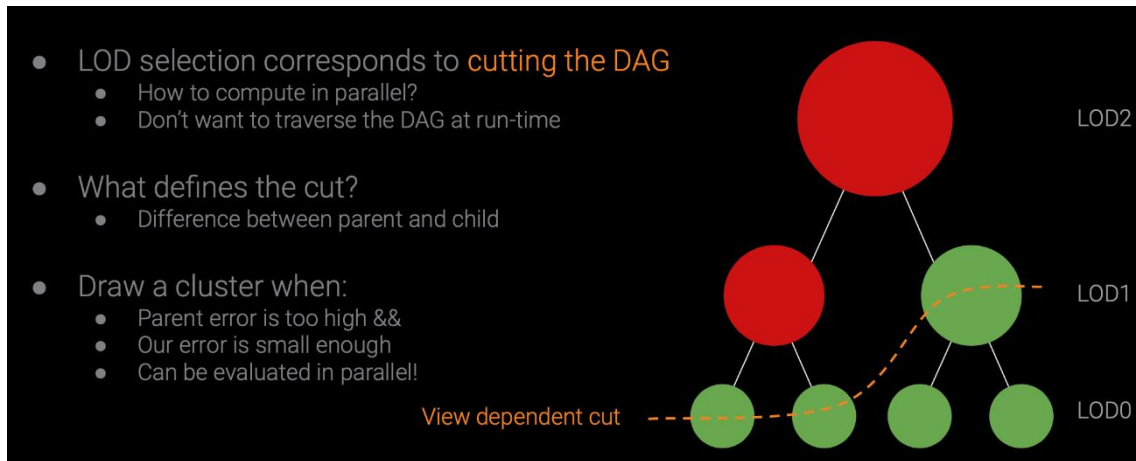 ● LOD selection corresponds to cutting the DAG
● How to compute in parallel?
● Don't want to traverse the DAG at run-time
● What defines the cut?
● Difference between parent and child
● Draw a cluster when:
● Parent error is too high &&
● Our error is small enough
● Can be evaluated in parallel!
View dependent cut
LOD2
LOD1
LOD0